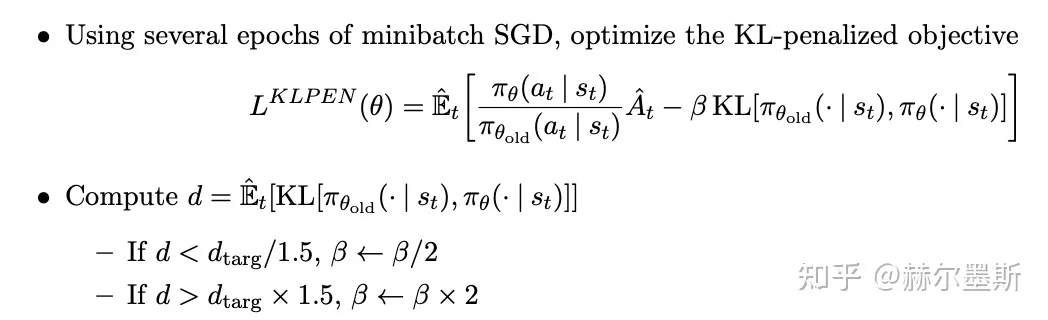 • Using several epochs of minibatch SGD, optimize the KL-penalized objective
L^{KLPEN}(θ) = Ê_t[ π_θ(a_t | s_t) / π_{θ_old}(a_t | s_t) Â_t − β KL[π_{θ_old}(· | s_t), π_θ(· | s_t)] ]
• Compute d = Ê_t[KL[π_{θ_old}(· | s_t), π_θ(· | s_t)]]
– If d < d_targ/1.5, β ← β/2
– If d > d_targ × 1.5, β ← β × 2
知乎 @赫尔墨斯